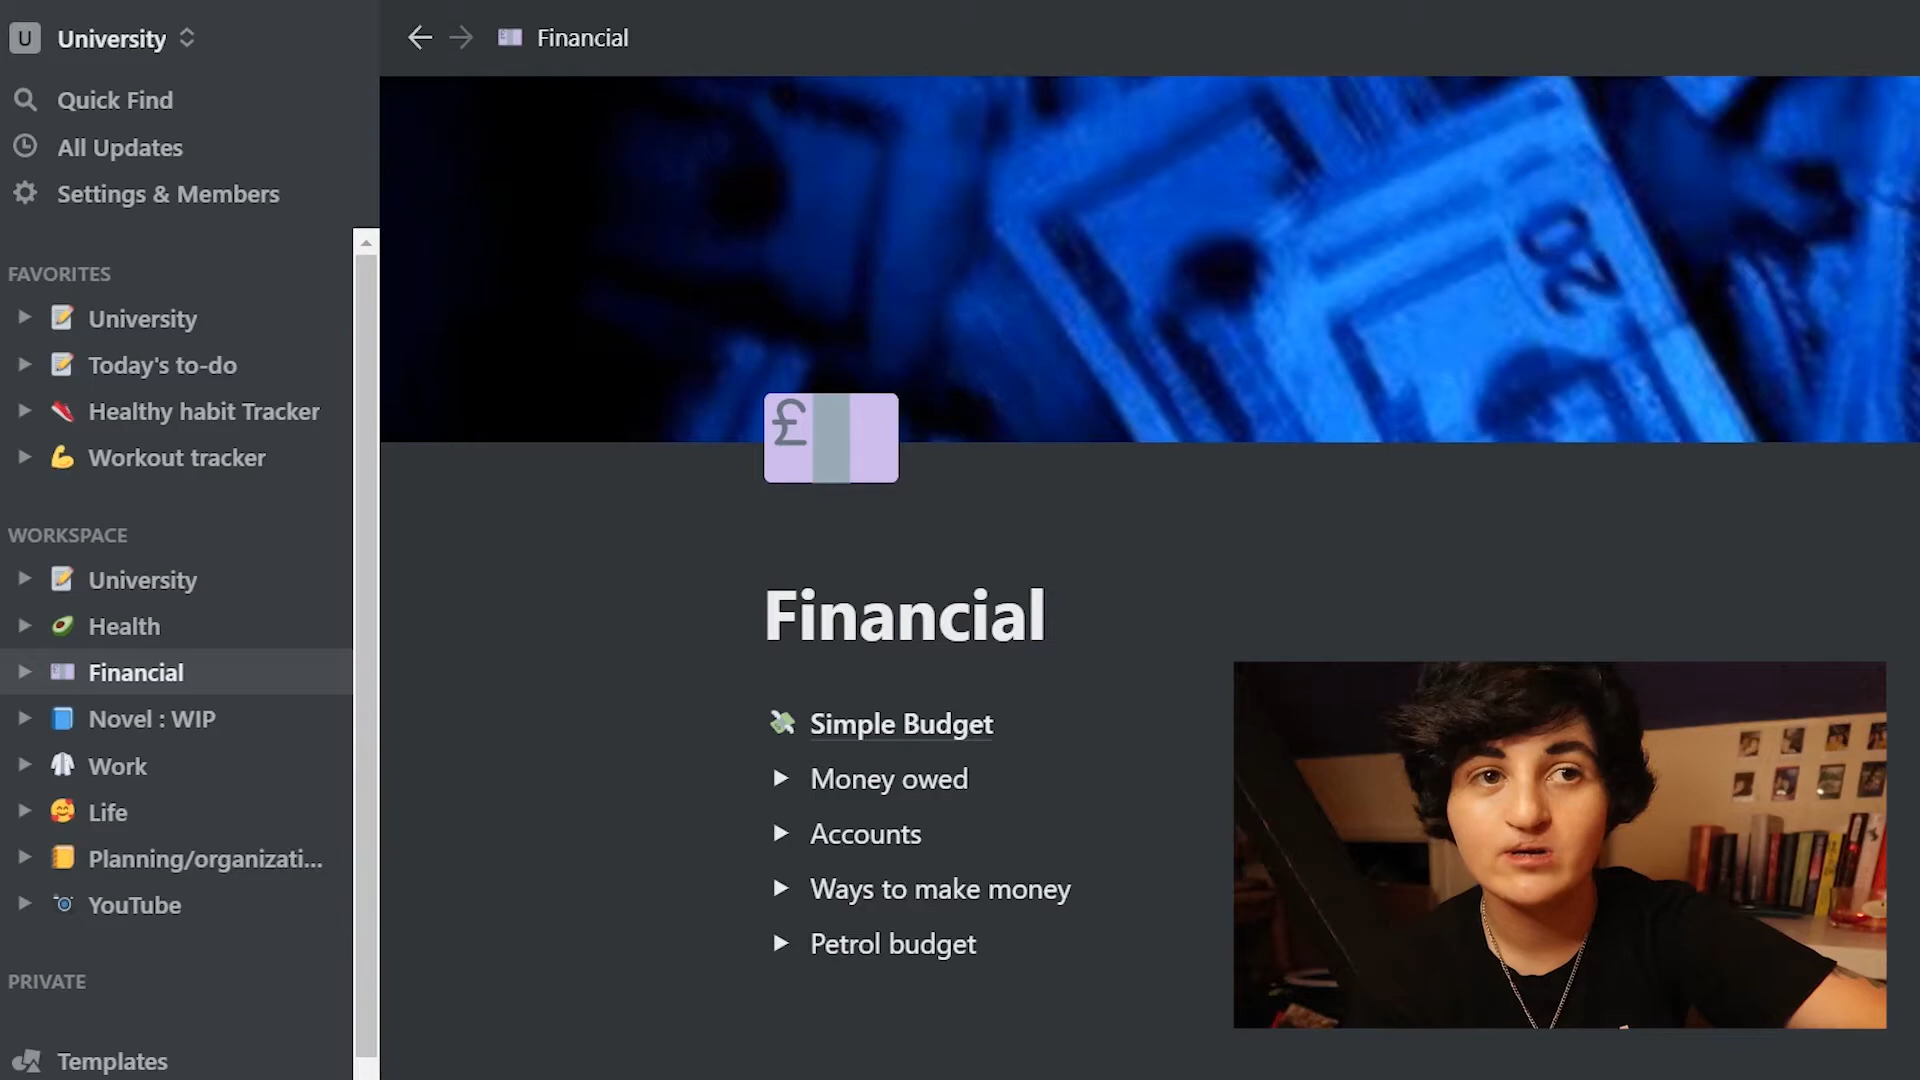 U University
Quick Find
All Updates
Settings & Members
FAVORITES
University
Today's to-do
Healthy habit Tracker
Workout tracker
WORKSPACE
University
Health
Financial
Novel : WIP
Work
Life
Planning/organizati...
YouTube
PRIVATE
Templates
Financial
20
£
Financial
Simple Budget
Money owed
Accounts
Ways to make money
Petrol budget